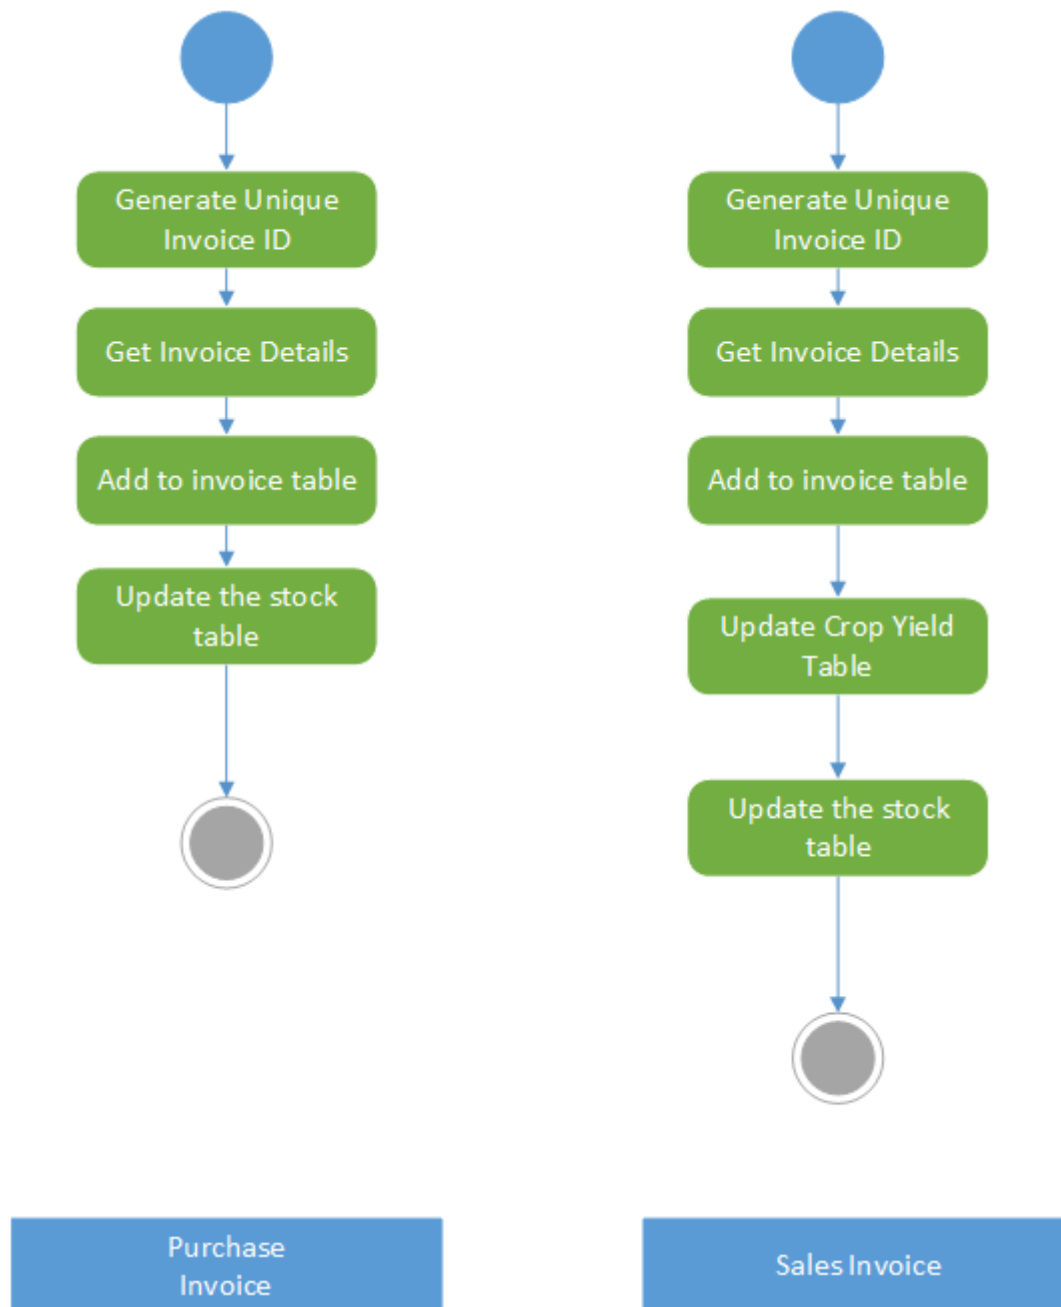 Generate Unique
Invoice ID
Get Invoice Details
Add to invoice table
Update the stock
table
Purchase
Invoice
Generate Unique
Invoice ID
Get Invoice Details
Add to invoice table
Update Crop Yield
Table
Update the stock
table
Sales Invoice